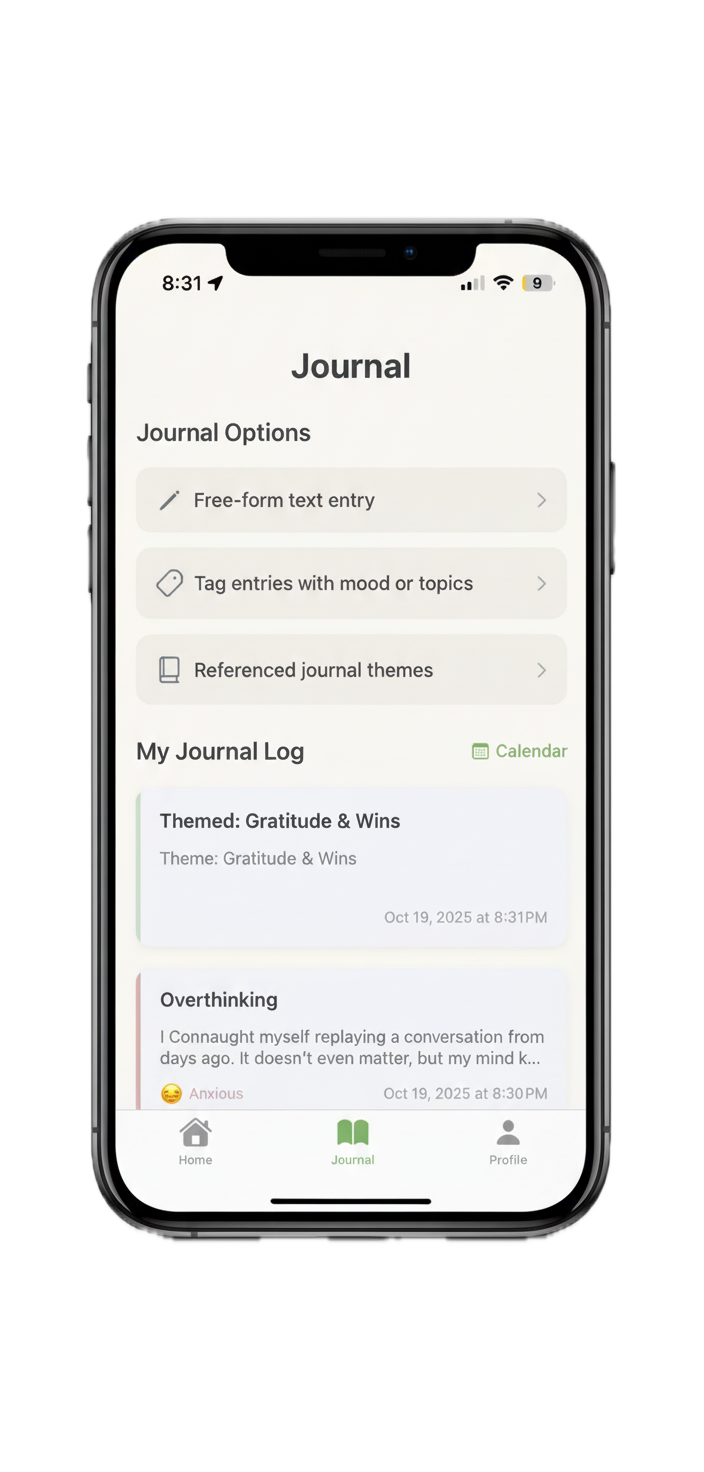 8:31
9
Journal
Journal Options
Free-form text entry
Tag entries with mood or topics
Referenced journal themes
My Journal Log
Calendar
Themed: Gratitude & Wins
Theme: Gratitude & Wins
Oct 19, 2025 at 8:31PM
Overthinking
I Connaught myself replaying a conversation from
days ago. It doesn't even matter, but my mind k...
Anxious
Oct 19, 2025 at 8:30PM
Home
Journal
Profile